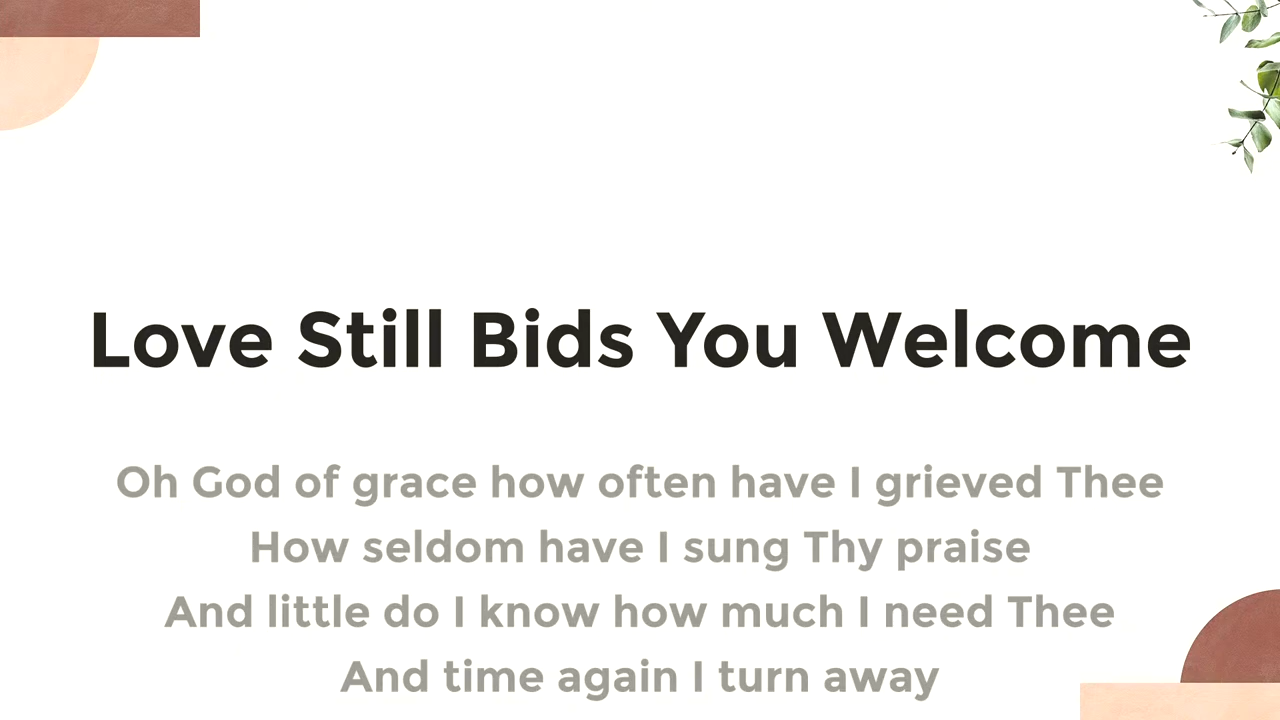 Love Still Bids You Welcome
Oh God of grace how often have I grieved Thee
How seldom have I sung Thy praise
And little do I know how much I need Thee
And time again I turn away